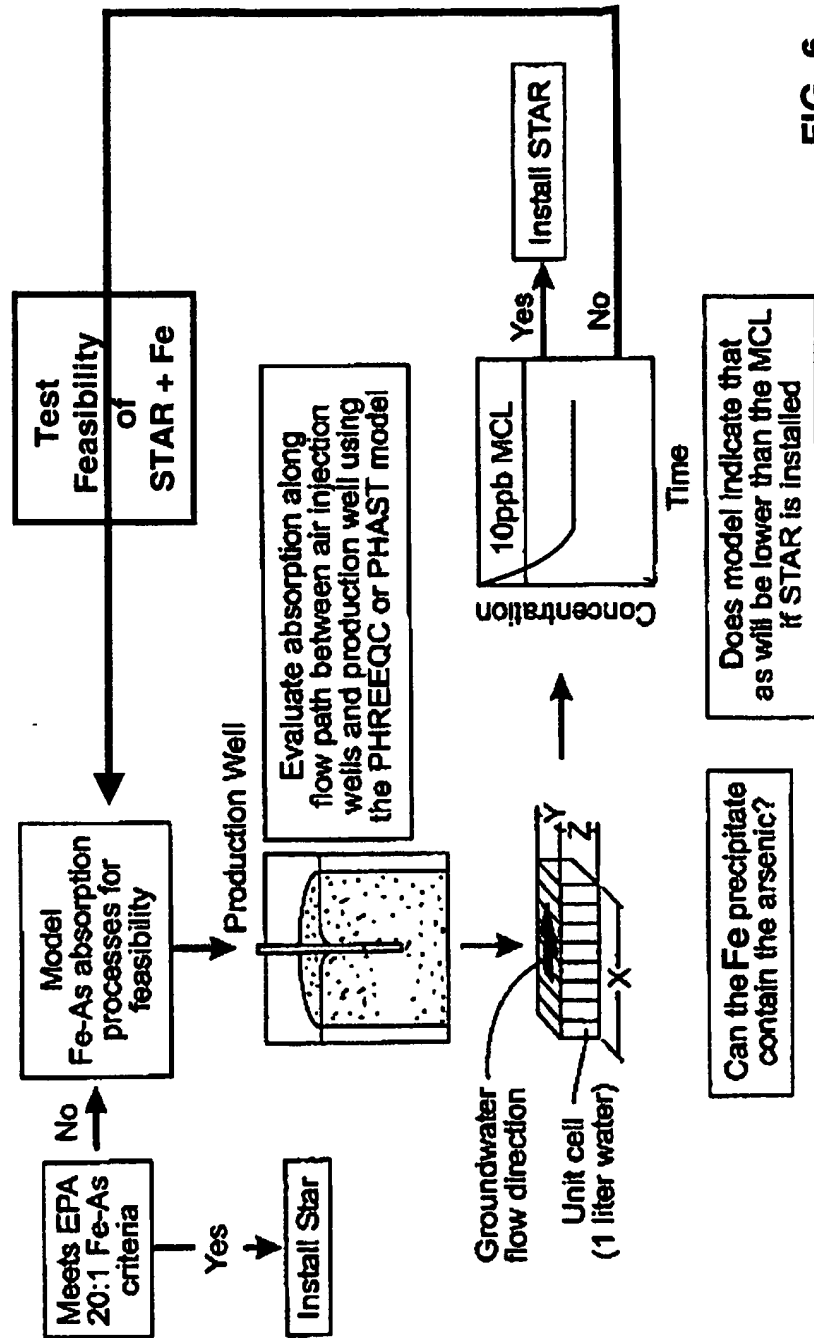 Meets EPA
20:1 Fe-As
criteria
No
Yes
Install Star
Model
Fe-As absorption
processes for
feasibility
Test
Feasibility
of
STAR + Fe
Production Well
Evaluate absorption along
flow path between air injection
wells and production well using
the PHREEQC or PHAST model
Groundwater
flow direction
Unit cell
(1 liter water)
X
Y
Z
Concentration
10ppb MCL
Time
Yes
No
Install STAR
Can the Fe precipitate
contain the arsenic?
Does model indicate that
as will be lower than the MCL
if STAR is installed
FIG. 6